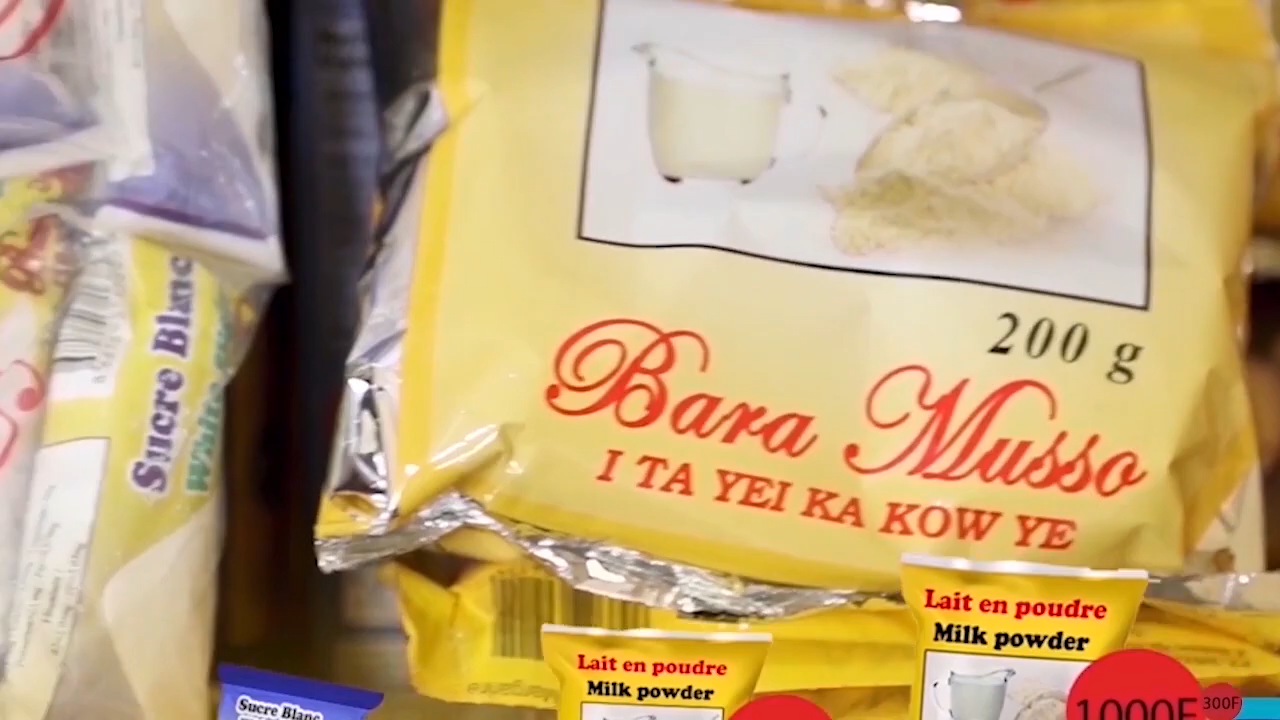 200 g
Bara Musso
I TA YEI KA KOW YE
Sucre Blanc
White
Lait en poudre
Milk powder
Lait en poudre
Milk powder
1000F
300F
Sucre Blanc